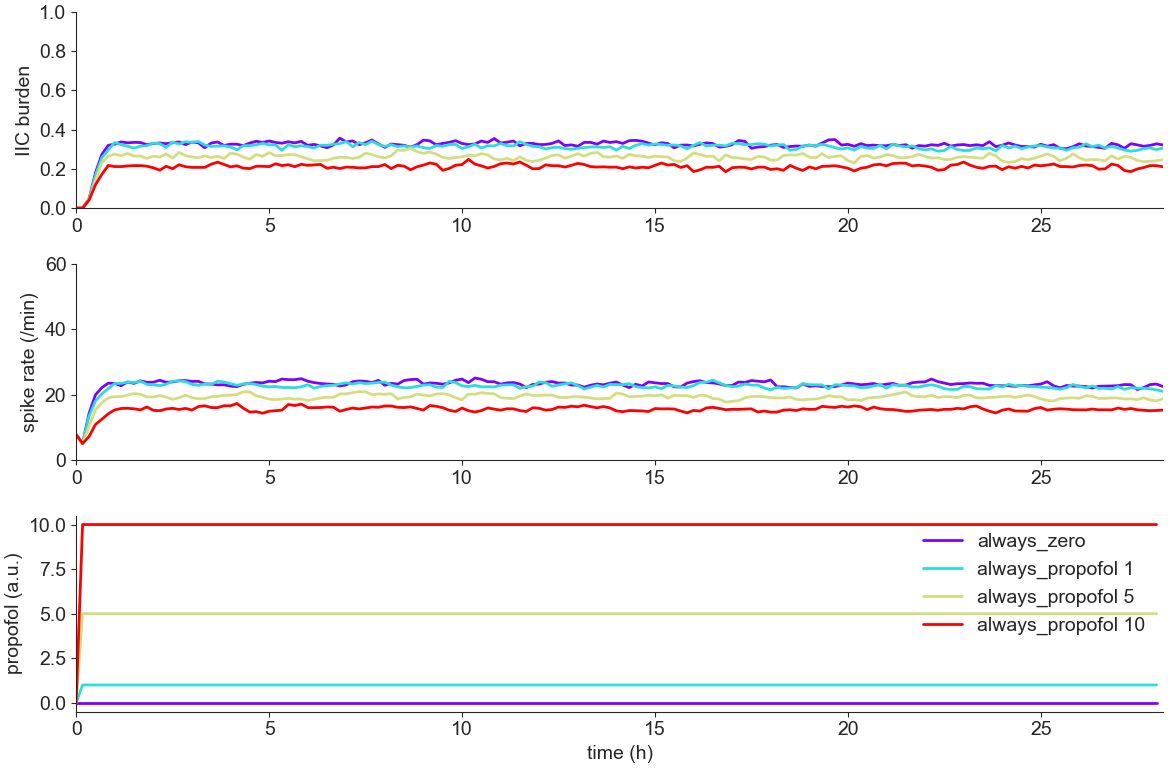 IIC burden
1.0
0.8
0.6
0.4
0.2
0.0
0 5 10 15 20 25
spike rate (/min)
60
40
20
0
0 5 10 15 20 25
propofol (a.u.)
10.0
7.5
5.0
2.5
0.0
always_zero
always_propofol 1
always_propofol 5
always_propofol 10
0 5 10 15 20 25
time (h)